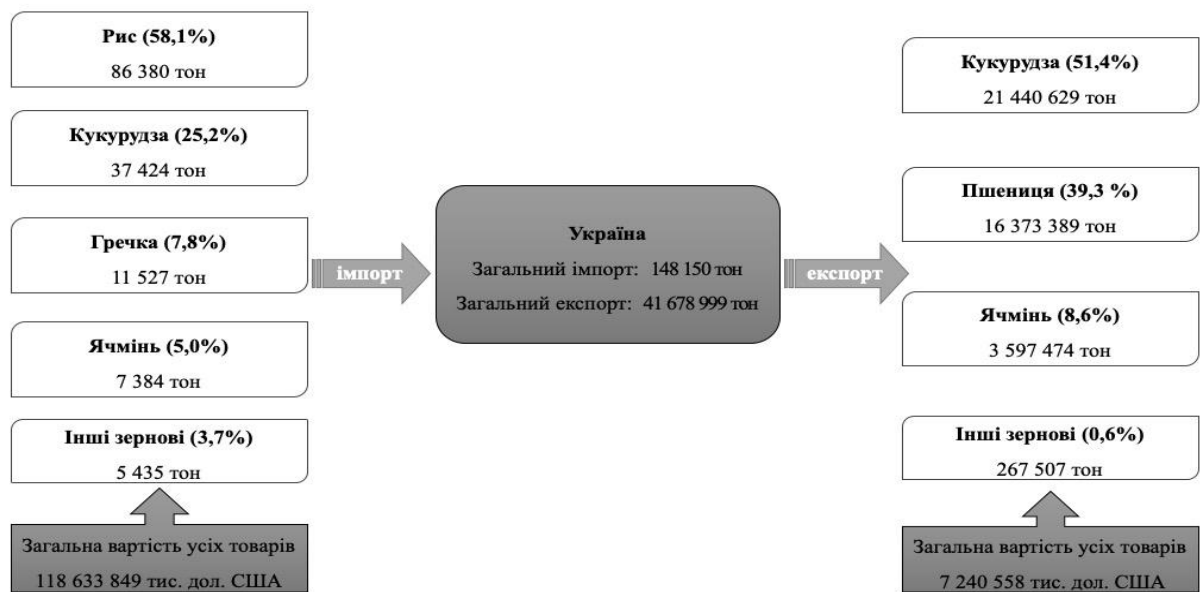 Рис (58,1%)
86 380 тон
Кукурудза (25,2%)
37 424 тон
Гречка (7,8%)
11 527 тон
Ячмінь (5,0%)
7 384 тон
Інші зернові (3,7%)
5 435 тон
Загальна вартість усіх товарів
118 633 849 тис. дол. США
імпорт
Україна
Загальний імпорт: 148 150 тон
Загальний експорт: 41 678 999 тон
експорт
Кукурудза (51,4%)
21 440 629 тон
Пшениця (39,3 %)
16 373 389 тон
Ячмінь (8,6%)
3 597 474 тон
Інші зернові (0,6%)
267 507 тон
Загальна вартість усіх товарів
7 240 558 тис. дол. США